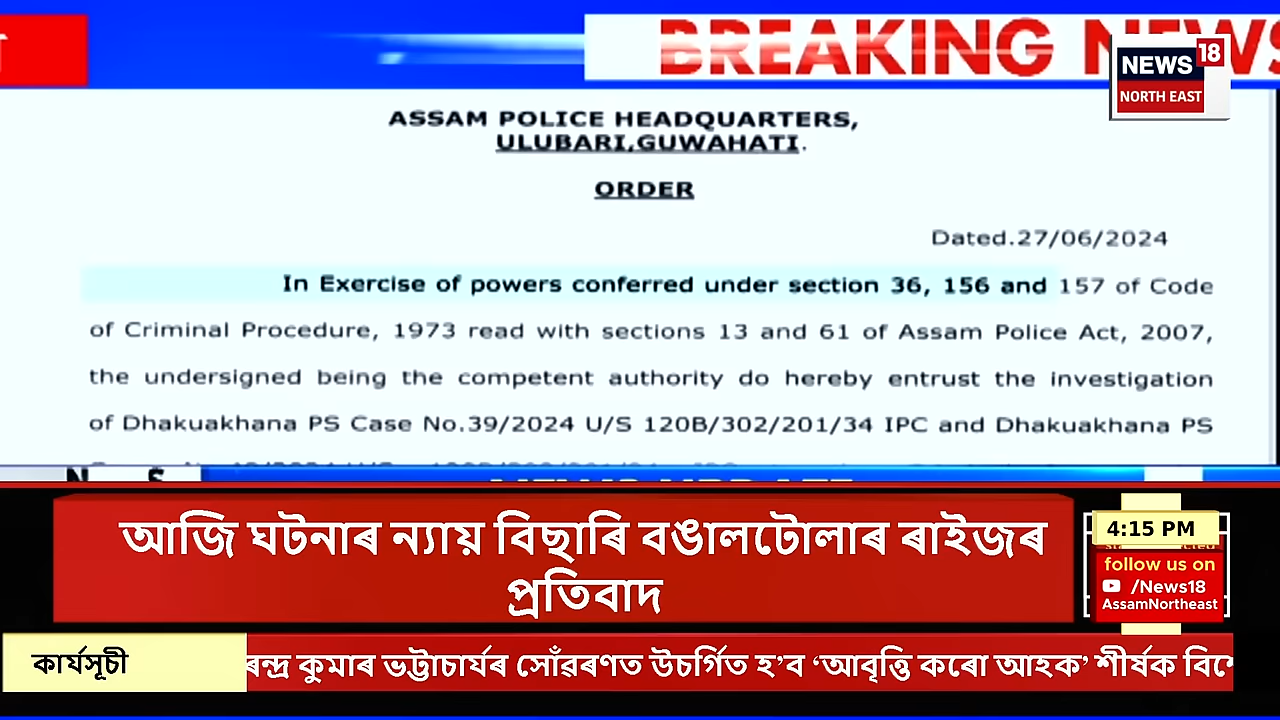 BREAKING NEWS
NEWS 18
NORTH EAST
ASSAM POLICE HEADQUARTERS,
ULUBARI,GUWAHATI.
ORDER
Dated.27/06/2024
In Exercise of powers conferred under section 36, 156 and 157 of Code
of Criminal Procedure, 1973 read with sections 13 and 61 of Assam Police Act, 2007,
the undersigned being the competent authority do hereby entrust the investigation
of Dhakuakhana PS Case No.39/2024 U/S 120B/302/201/34 IPC and Dhakuakhana PS
আজি ঘটনাৰ ন্যায় বিছাৰি বঙালটোলাৰ ৰাইজৰ
প্ৰতিবাদ
4:15 PM
follow us on
/News18
AssamNortheast
কাৰ্যসূচী
কুমাৰ ভট্টাচাৰ্যৰ সোঁৱৰণত উচৰ্গিত হ’ব ‘আবৃত্তি কৰো আহক’ শীৰ্ষক